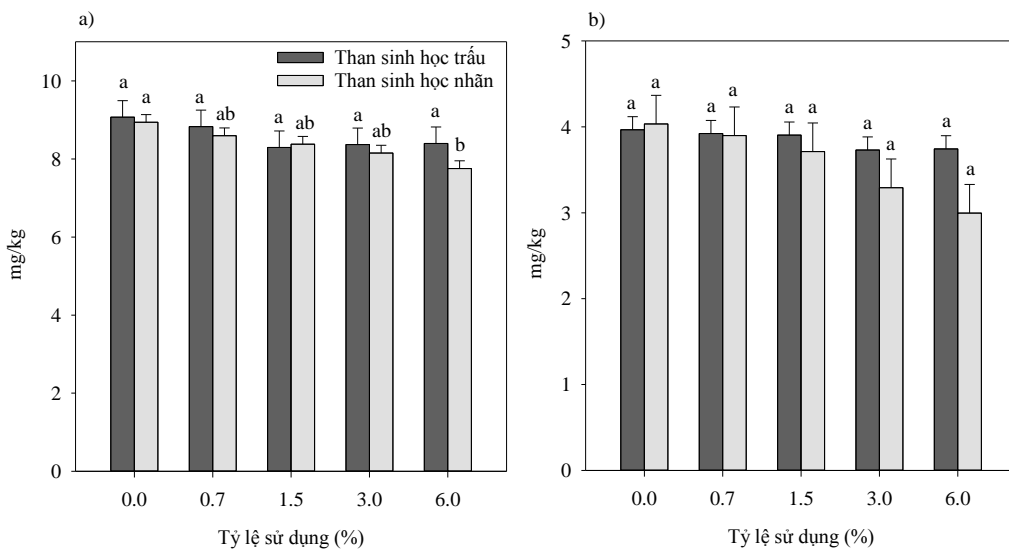 a)
Than sinh học trấu
Than sinh học nhãn
10
8
6
4
2
0
mg/kg
a a a ab a ab a ab a b
0.0 0.7 1.5 3.0 6.0
Tỷ lệ sử dụng (%)
b)
5
4
3
2
1
0
mg/kg
a a a a a a a a a a
0.0 0.7 1.5 3.0 6.0
Tỷ lệ sử dụng (%)